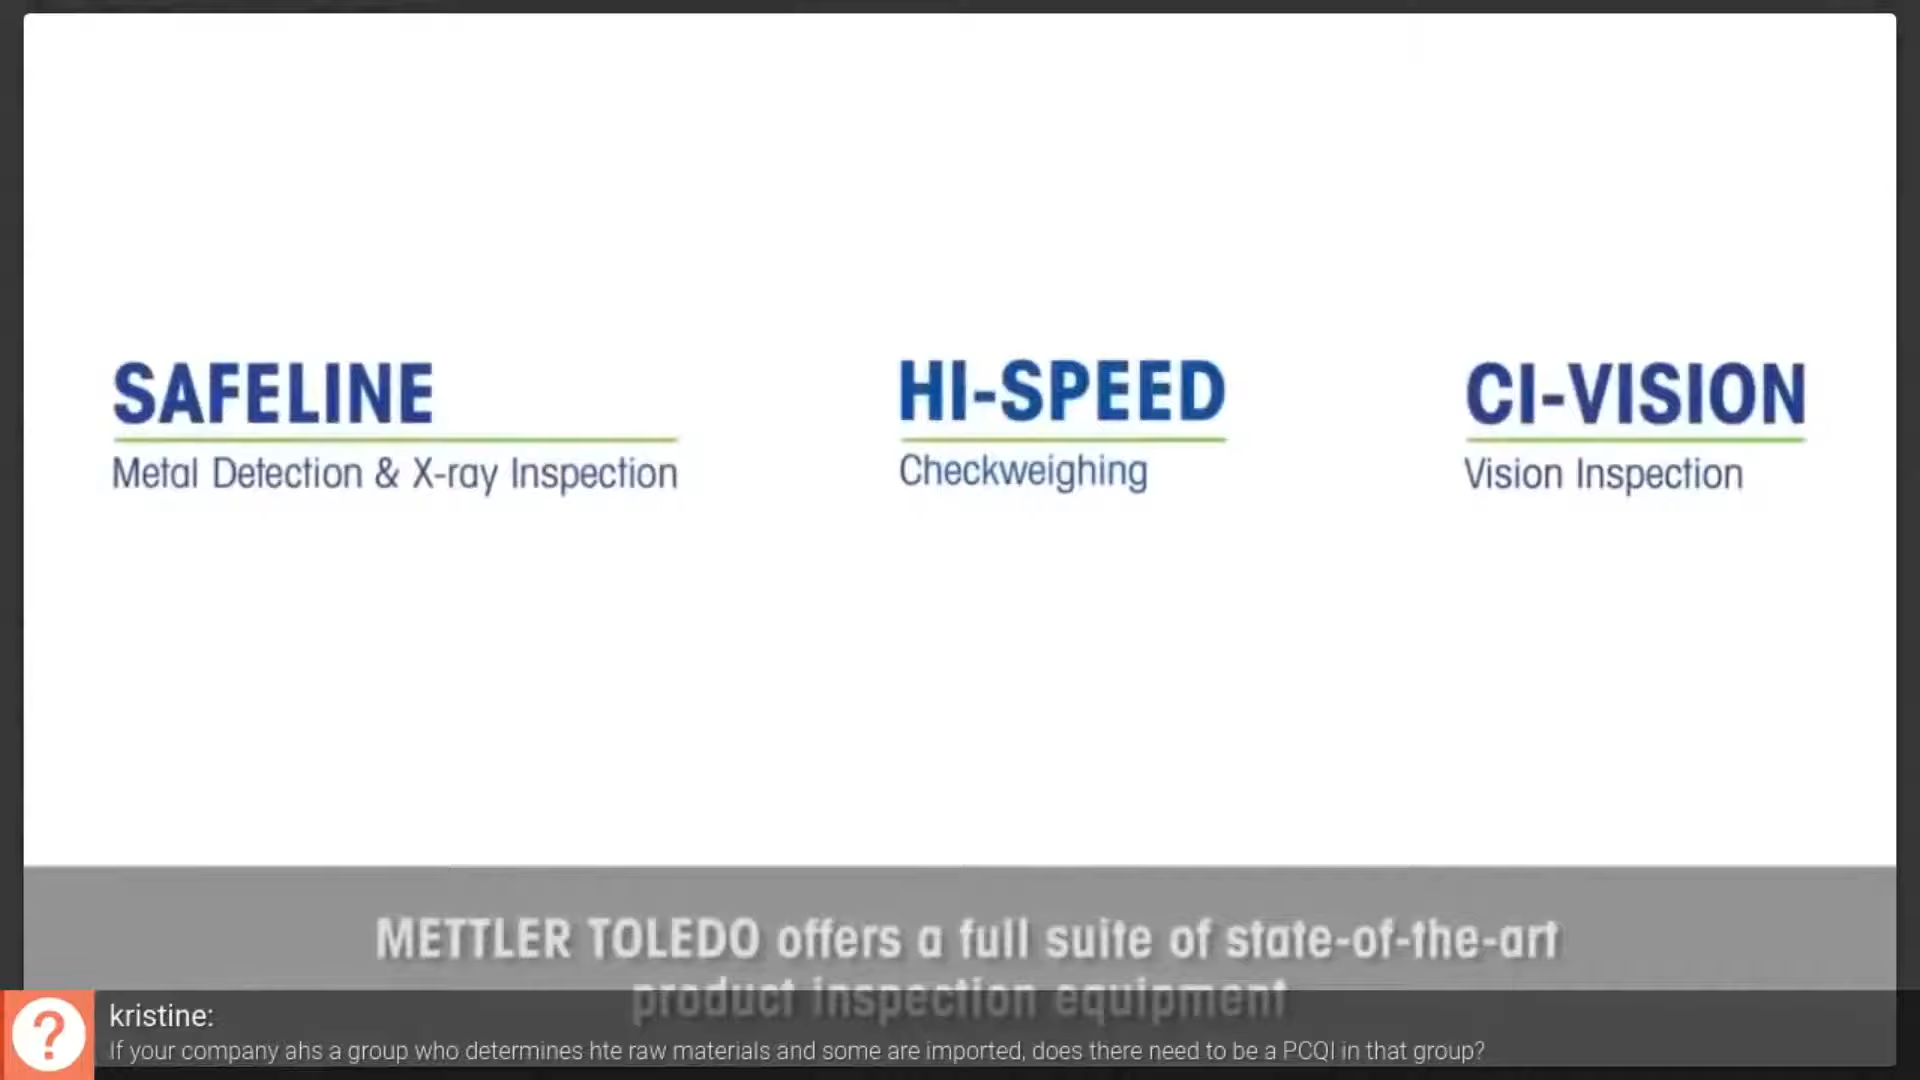 SAFELINE
Metal Detection & X-ray Inspection
HI-SPEED
Checkweighing
CI-VISION
Vision Inspection
METTLER TOLEDO offers a full suite of state-of-the-art
product inspection equipment
?
kristine:
If your company ahs a group who determines hte raw materials and some are imported, does there need to be a PCQI in that group?